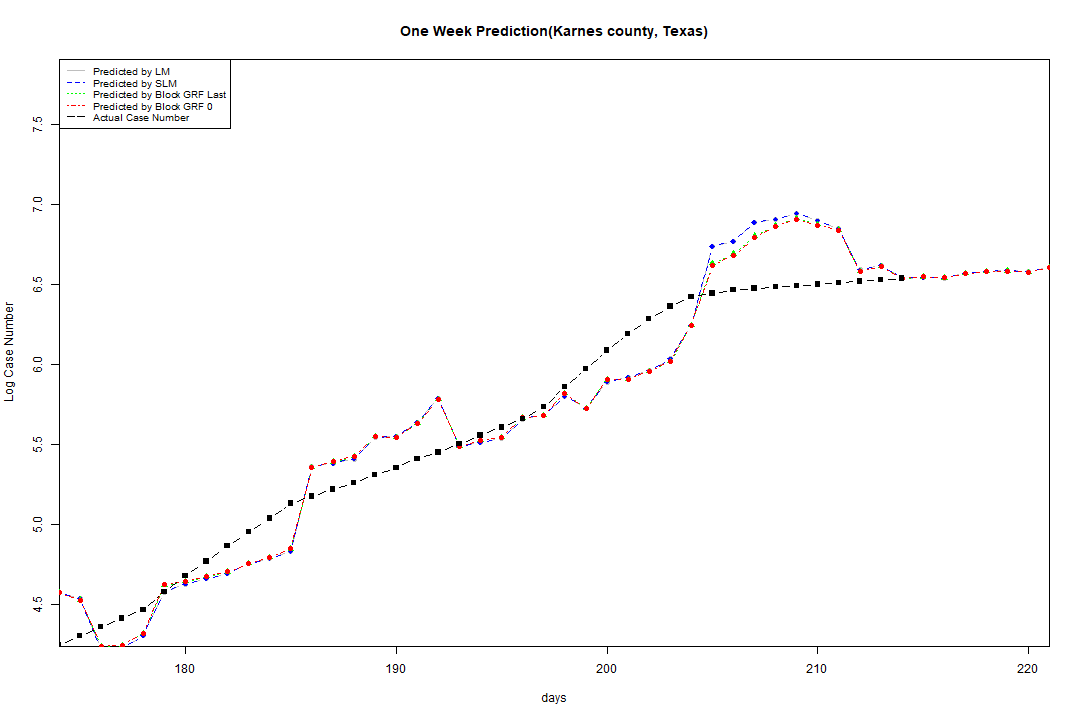 One Week Prediction(Karnes county, Texas)
Predicted by LM
Predicted by SLM
Predicted by Block GRF Last
Predicted by Block GRF 0
Actual Case Number
7.5
7.0
6.5
6.0
5.5
5.0
4.5
Log Case Number
180 190 200 210 220
days